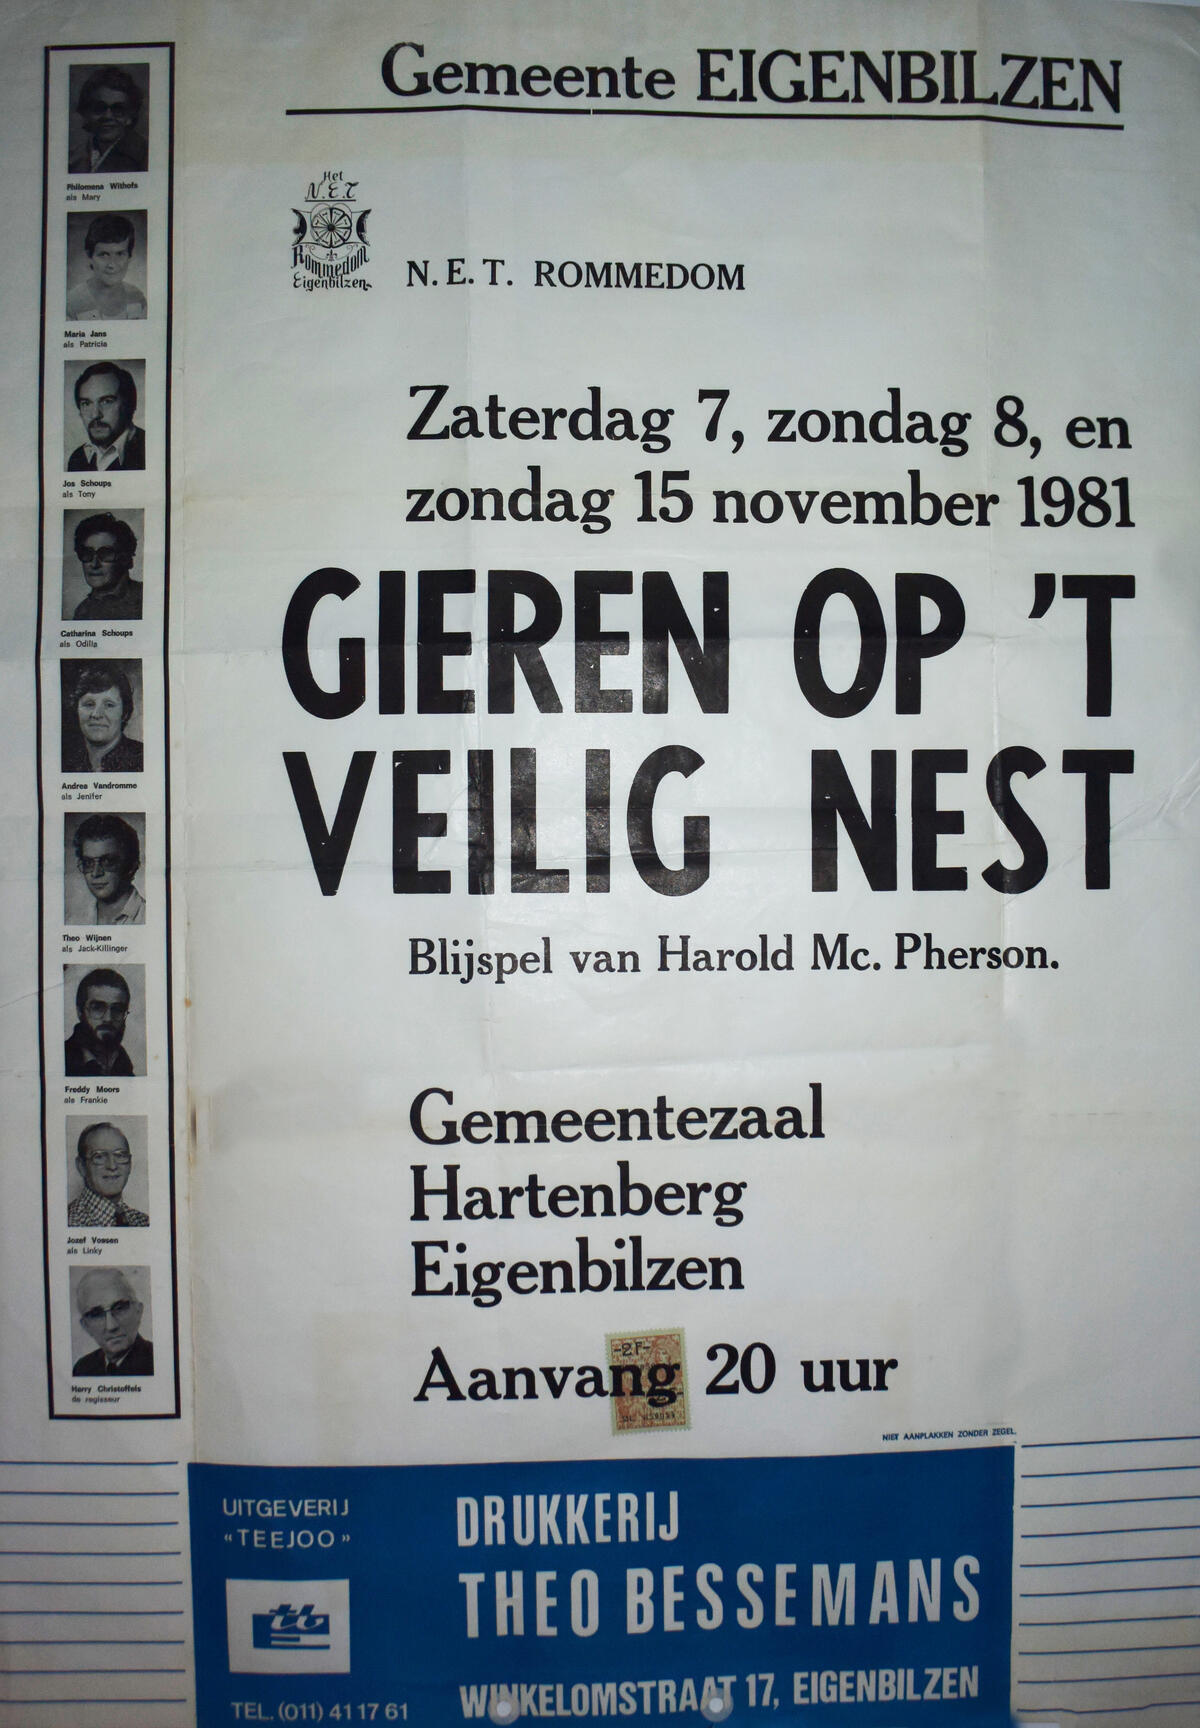 Gemeente EIGENBILZEN
Het
N.E.T
Rommedom
Eigenbilzen
N. E. T. ROMMEDOM
Zaterdag 7, zondag 8, en
zondag 15 november 1981
GIEREN OP 'T
VEILIG NEST
Blijspel van Harold Mc. Pherson.
Gemeentezaal
Hartenberg
Eigenbilzen
Aanvang 20 uur
-2F-
NIET AANPLAKKEN ZONDER ZEGEL.
Philomena Withofs
als Mary
Maria Jans
als Patricia
Jos Schoups
als Tony
Catharina Schoups
als Odilla
Andrea Vandromme
als Jenifer
Theo Wijnen
als Jack-Killinger
Freddy Moors
als Frankie
Jozef Vossen
als Linky
Harry Christoffels
de regisseur
UITGEVERIJ
«TEEJOO»
tb
TEL. (011) 41 17 61
DRUKKERIJ
THEO BESSEMANS
WINKELOMSTRAAT 17, EIGENBILZEN